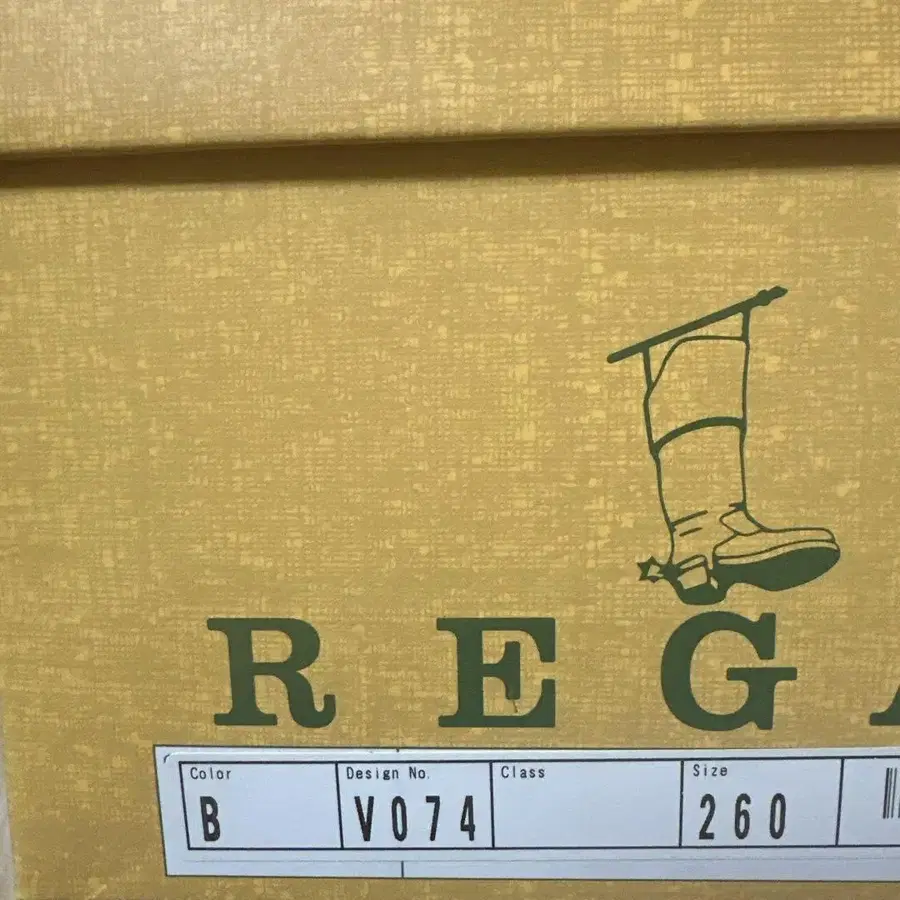 REGA
Color Design No. Class Size
B V074 260